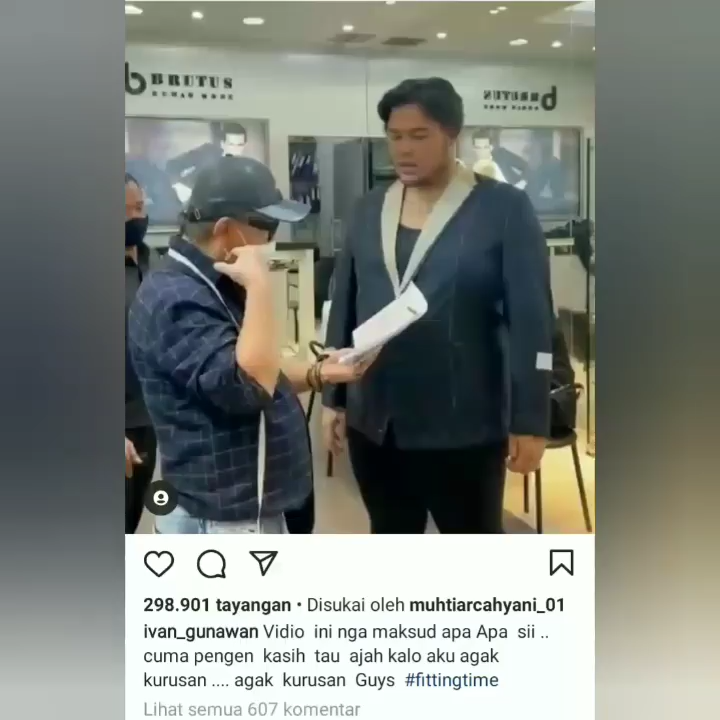 b BRUTUS
298.901 tayangan • Disukai oleh muhtiarcahyani_01
ivan_gunawan Vidio ini nga maksud apa Apa sii ..
cuma pengen kasih tau ajah kalo aku agak
kurusan .... agak kurusan Guys #fittingtime
Lihat semua 607 komentar